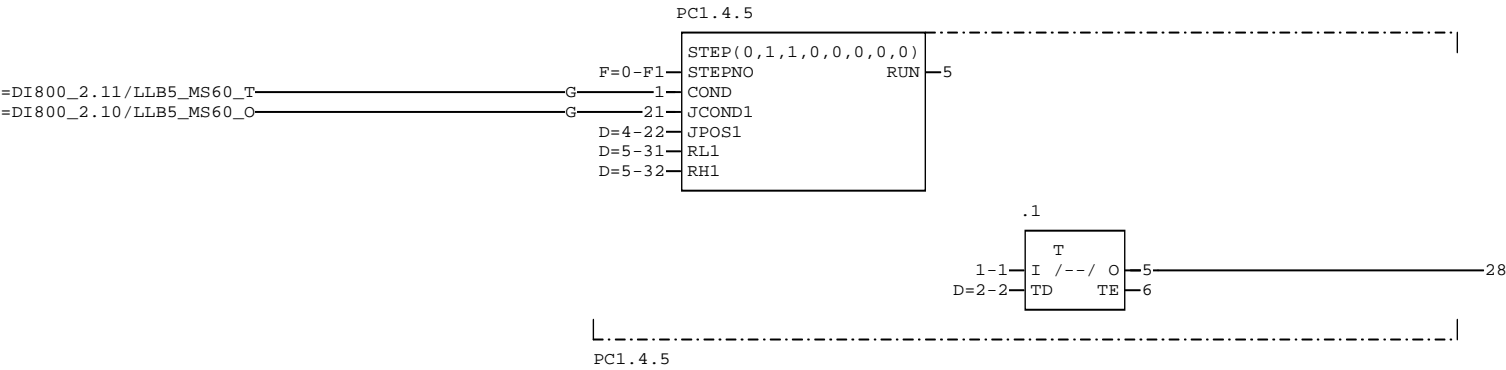 PC1.4.5
STEP(0,1,1,0,0,0,0,0)
F=0-F1 STEPNO RUN 5
=DI800_2.11/LLB5_MS60_T G 1 COND
=DI800_2.10/LLB5_MS60_O G 21 JCOND1
D=4-22 JPOS1
D=5-31 RL1
D=5-32 RH1
.1
T
1-1 I /--/ O 5 28
D=2-2 TD TE 6
PC1.4.5